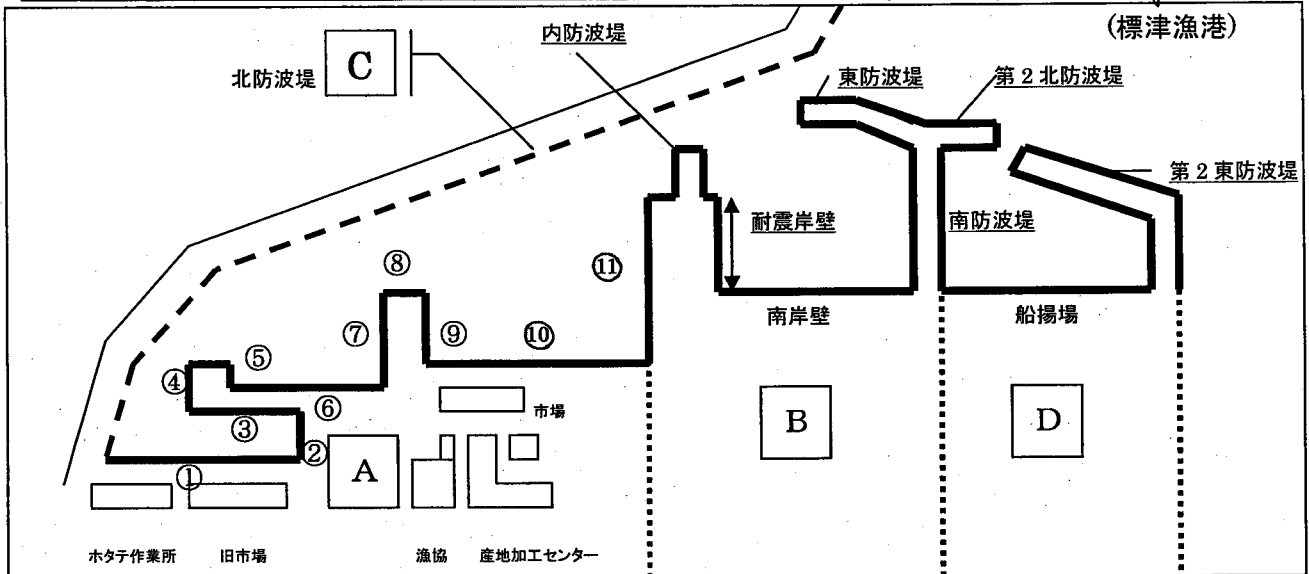 (標津漁港)
内防波堤
北防波堤
C
東防波堤
第2北防波堤
第2東防波堤
耐震岸壁
南防波堤
⑧
⑪
南岸壁
船揚場
⑦
⑨
⑩
⑤
④
⑥
③
市場
②
①
A
B
D
ホタテ作業所
旧市場
漁協
産地加工センター